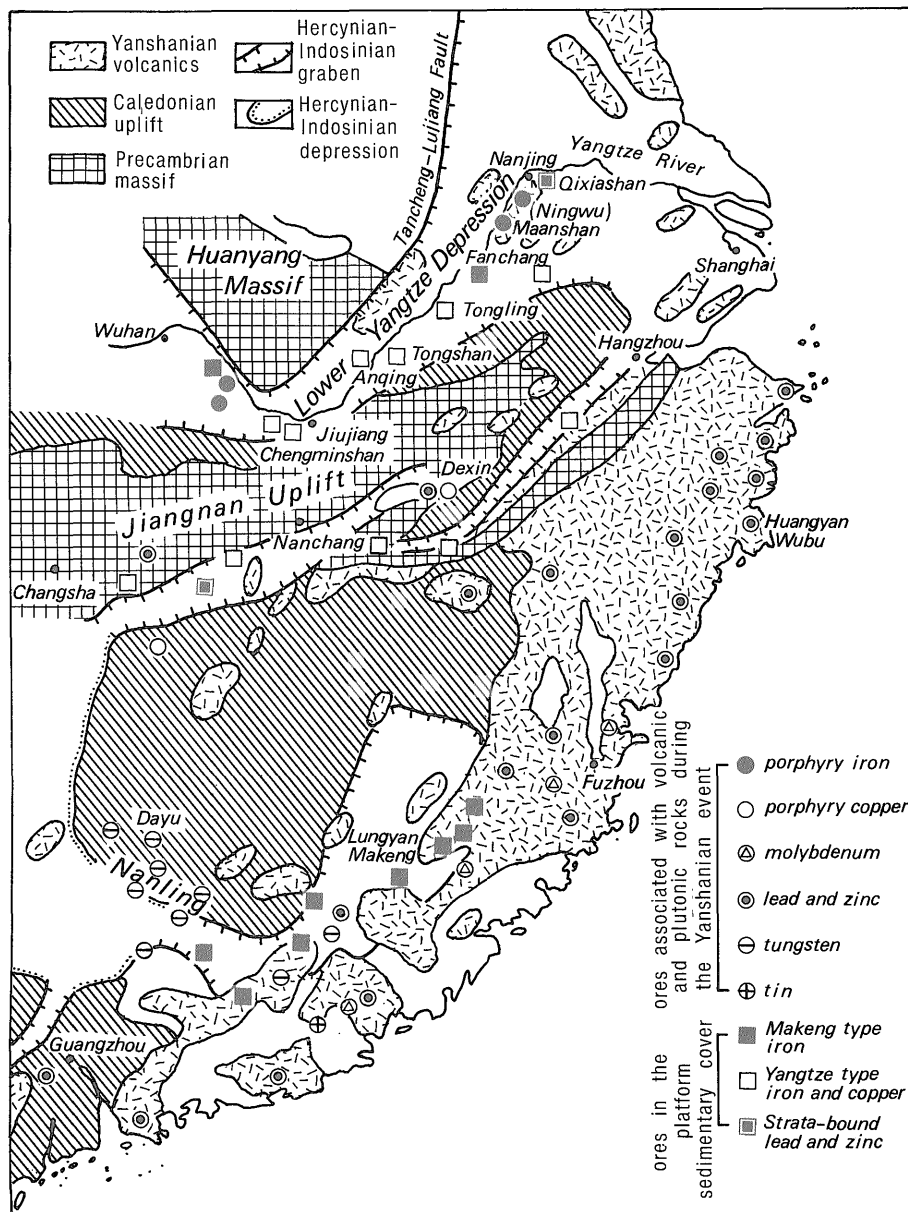 Yanshanian
volcanics
Caledonian
uplift
Precambrian
massif
Hercynian-
Indosinian
graben
Hercynian-
Indosinian
depression
Tancheng-Lujiang Fault
Yangtze River
Nanjing
Qixiashan
(Ningwu)
Maanshan
Huanyang
Massif
Lower Yangtze Depression
Fanchang
Shanghai
Tongling
Wuhan
Hangzhou
Tongshan
Anqing
Jiujiang
Chengminshan
Dexin
Jiangnan Uplift
Huangyan
Wubu
Nanchang
Changsha
Fuzhou
Dayu
Lungyan
Makeng
Nanling
Guangzhou
ores associated with volcanic
and plutonic rocks during
the Yanshanian event
porphyry iron
porphyry copper
molybdenum
lead and zinc
tungsten
tin
ores in the
platform
sedimentary cover
Makeng type
iron
Yangtze type
iron and copper
Strata-bound
lead and zinc